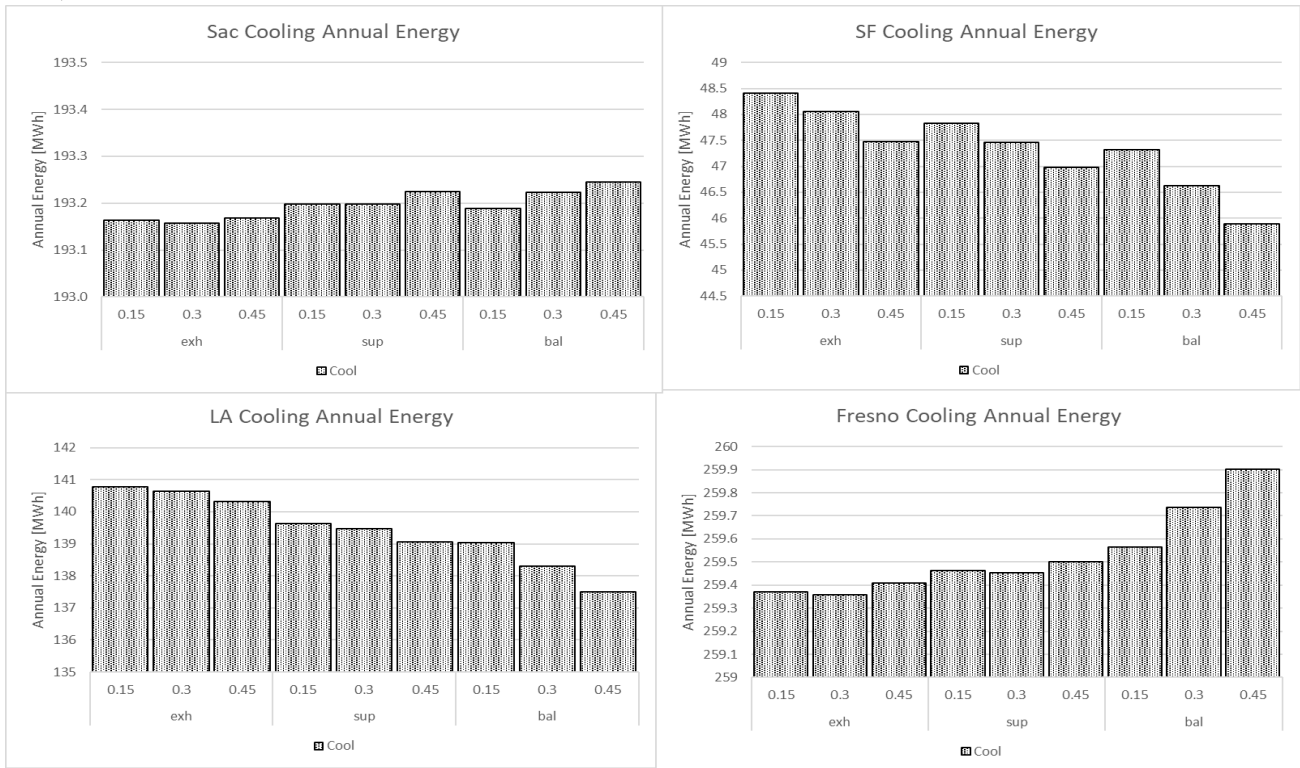 Sac Cooling Annual Energy
Annual Energy [MWh]
193.5
193.4
193.3
193.2
193.1
193.0
0.15 0.3 0.45 0.15 0.3 0.45 0.15 0.3 0.45
exh sup bal
Cool
SF Cooling Annual Energy
Annual Energy [MWh]
49
48.5
48
47.5
47
46.5
46
45.5
45
44.5
0.15 0.3 0.45 0.15 0.3 0.45 0.15 0.3 0.45
exh sup bal
Cool
LA Cooling Annual Energy
Annual Energy [MWh]
142
141
140
139
138
137
136
135
0.15 0.3 0.45 0.15 0.3 0.45 0.15 0.3 0.45
exh sup bal
Cool
Fresno Cooling Annual Energy
Annual Energy [MWh]
260
259.9
259.8
259.7
259.6
259.5
259.4
259.3
259.2
259.1
259
0.15 0.3 0.45 0.15 0.3 0.45 0.15 0.3 0.45
exh sup bal
Cool